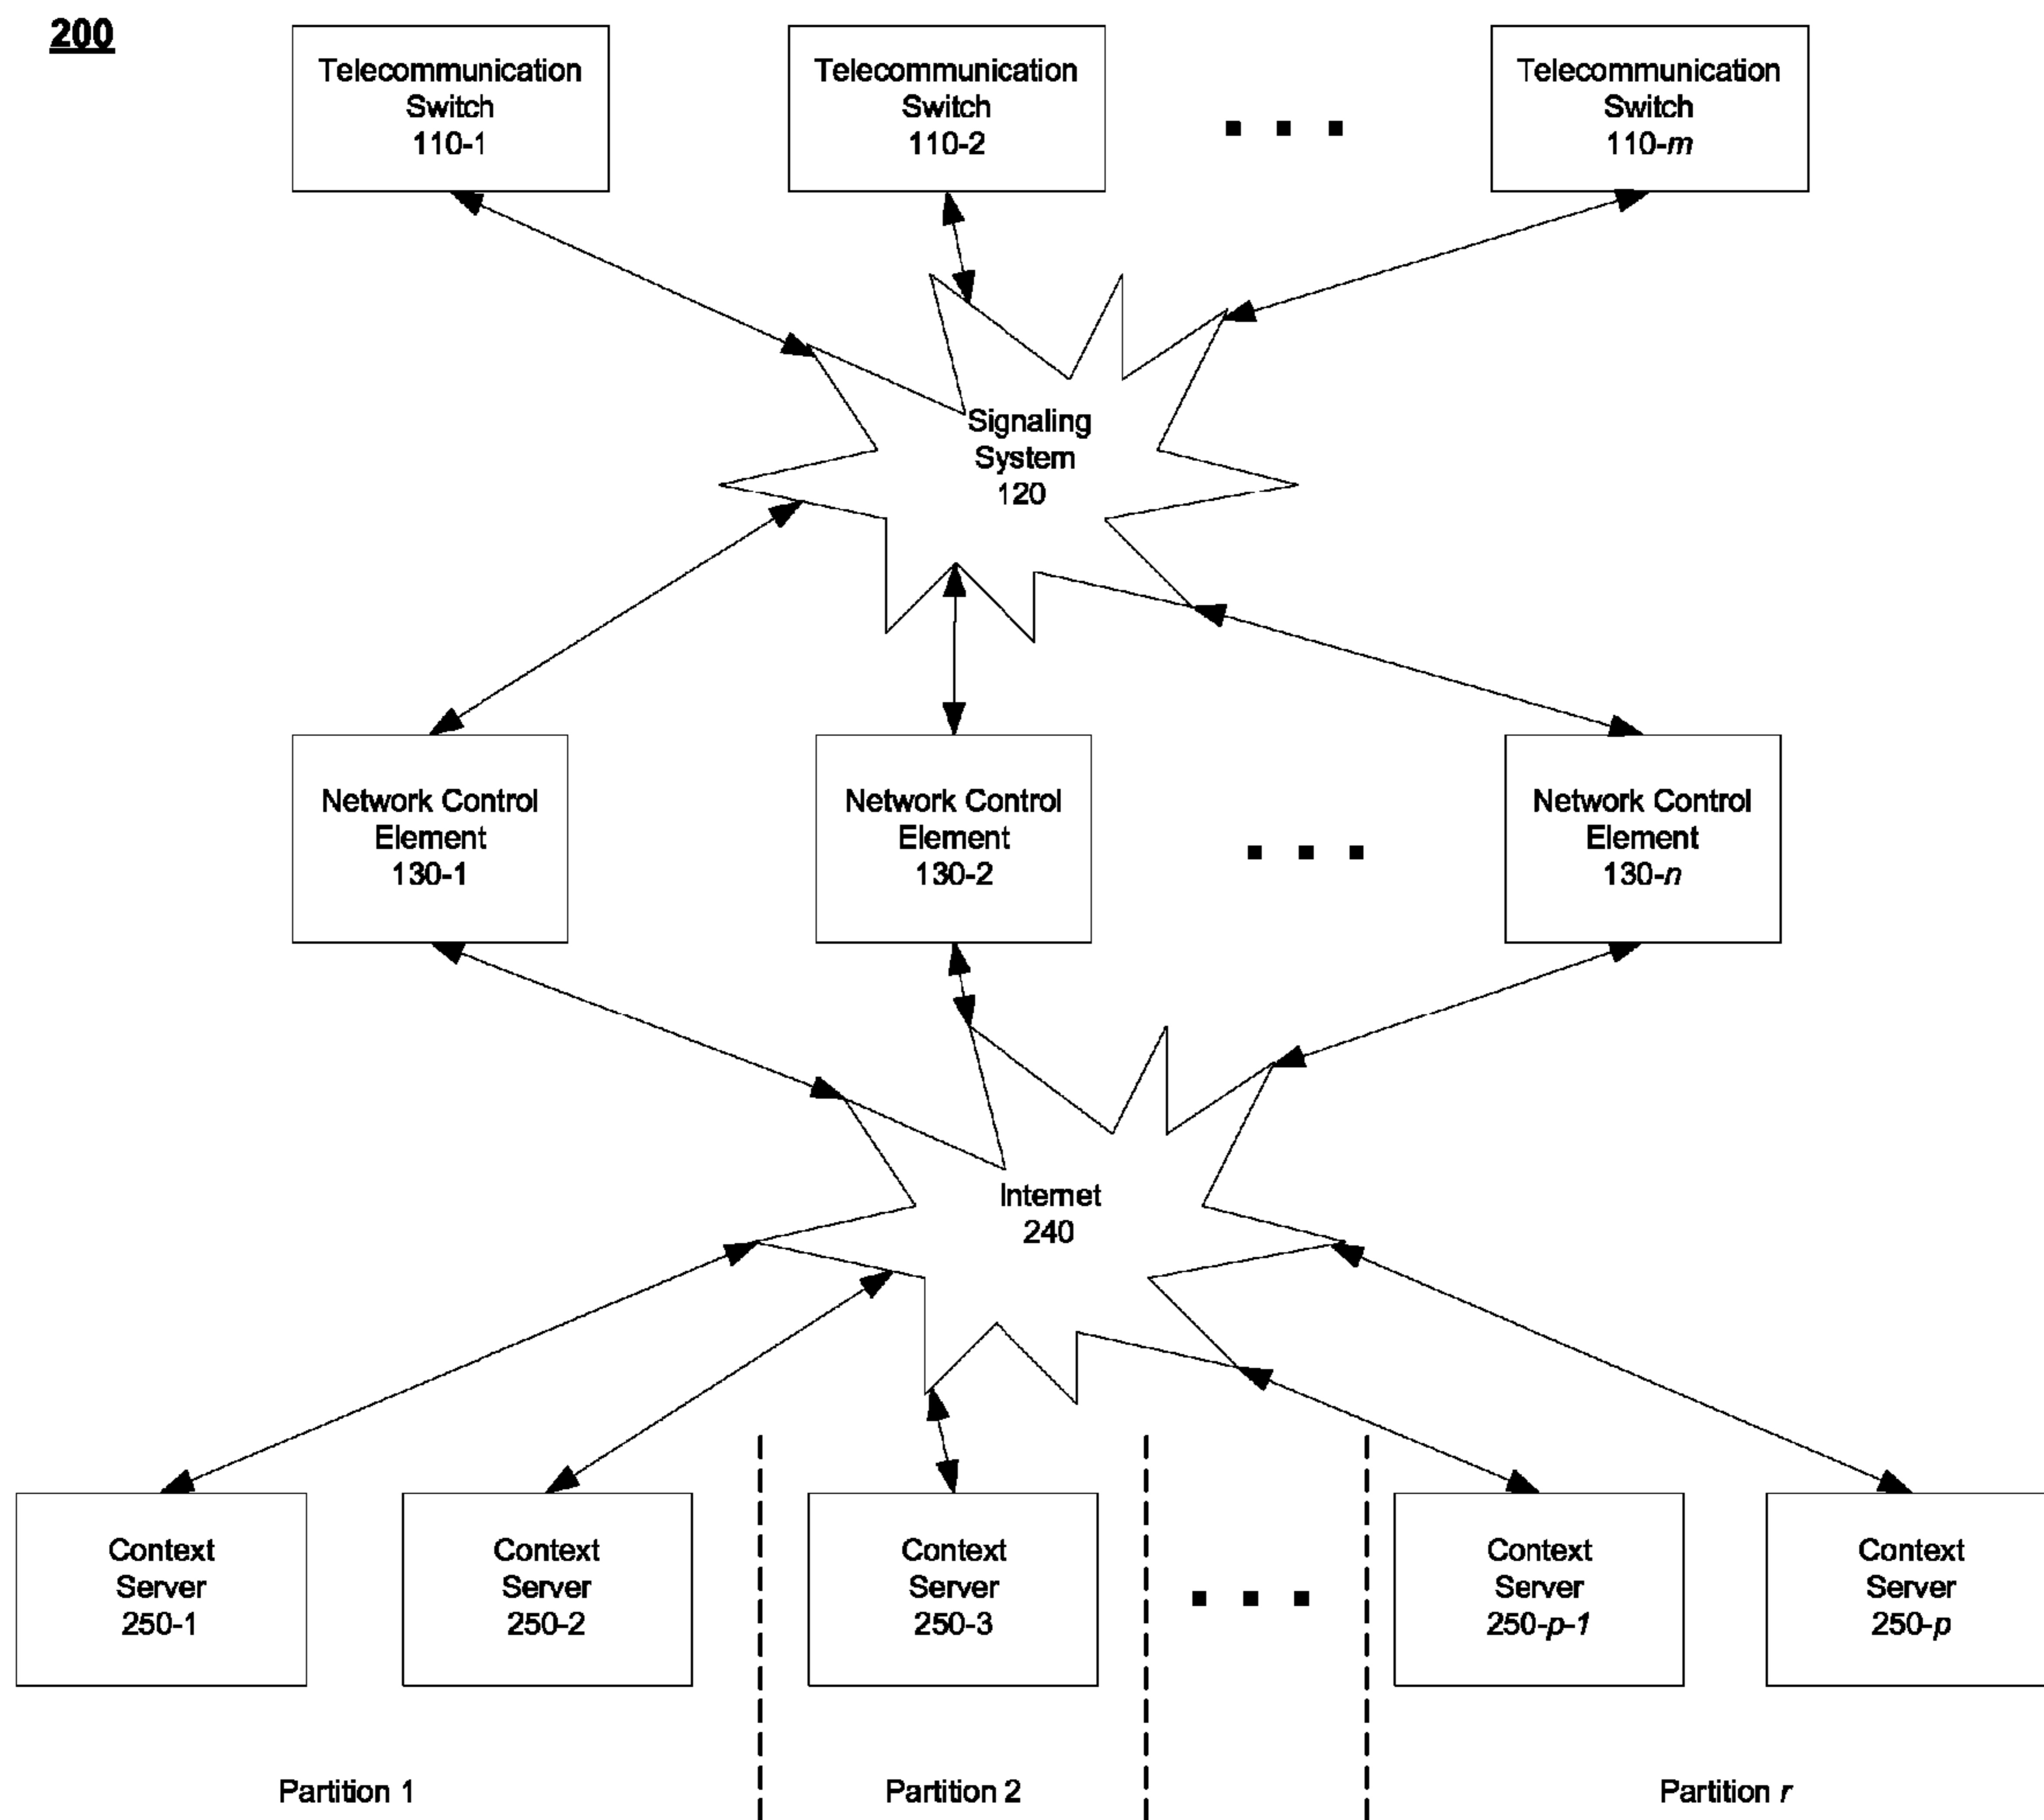 200
Telecommunication
Switch
110-1
Telecommunication
Switch
110-2
Telecommunication
Switch
110-m
Signaling
System
120
Network Control
Element
130-1
Network Control
Element
130-2
Network Control
Element
130-n
Internet
240
Context
Server
250-1
Context
Server
250-2
Context
Server
250-3
Context
Server
250-p-1
Context
Server
250-p
Partition 1
Partition 2
Partition r